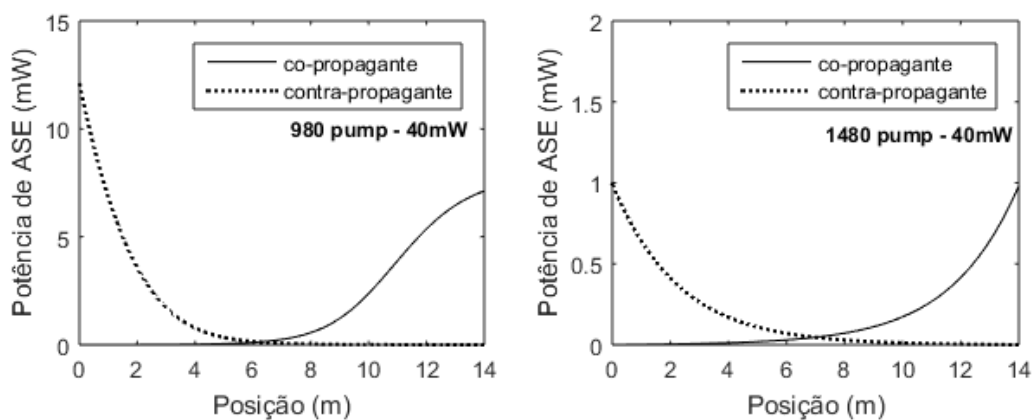 15
10
5
0
Potência de ASE (mW)
co-propagante
contra-propagante
980 pump - 40mW
0 2 4 6 8 10 12 14
Posição (m)
2
1.5
1
0.5
0
Potência de ASE (mW)
co-propagante
contra-propagante
1480 pump - 40mW
0 2 4 6 8 10 12 14
Posição (m)